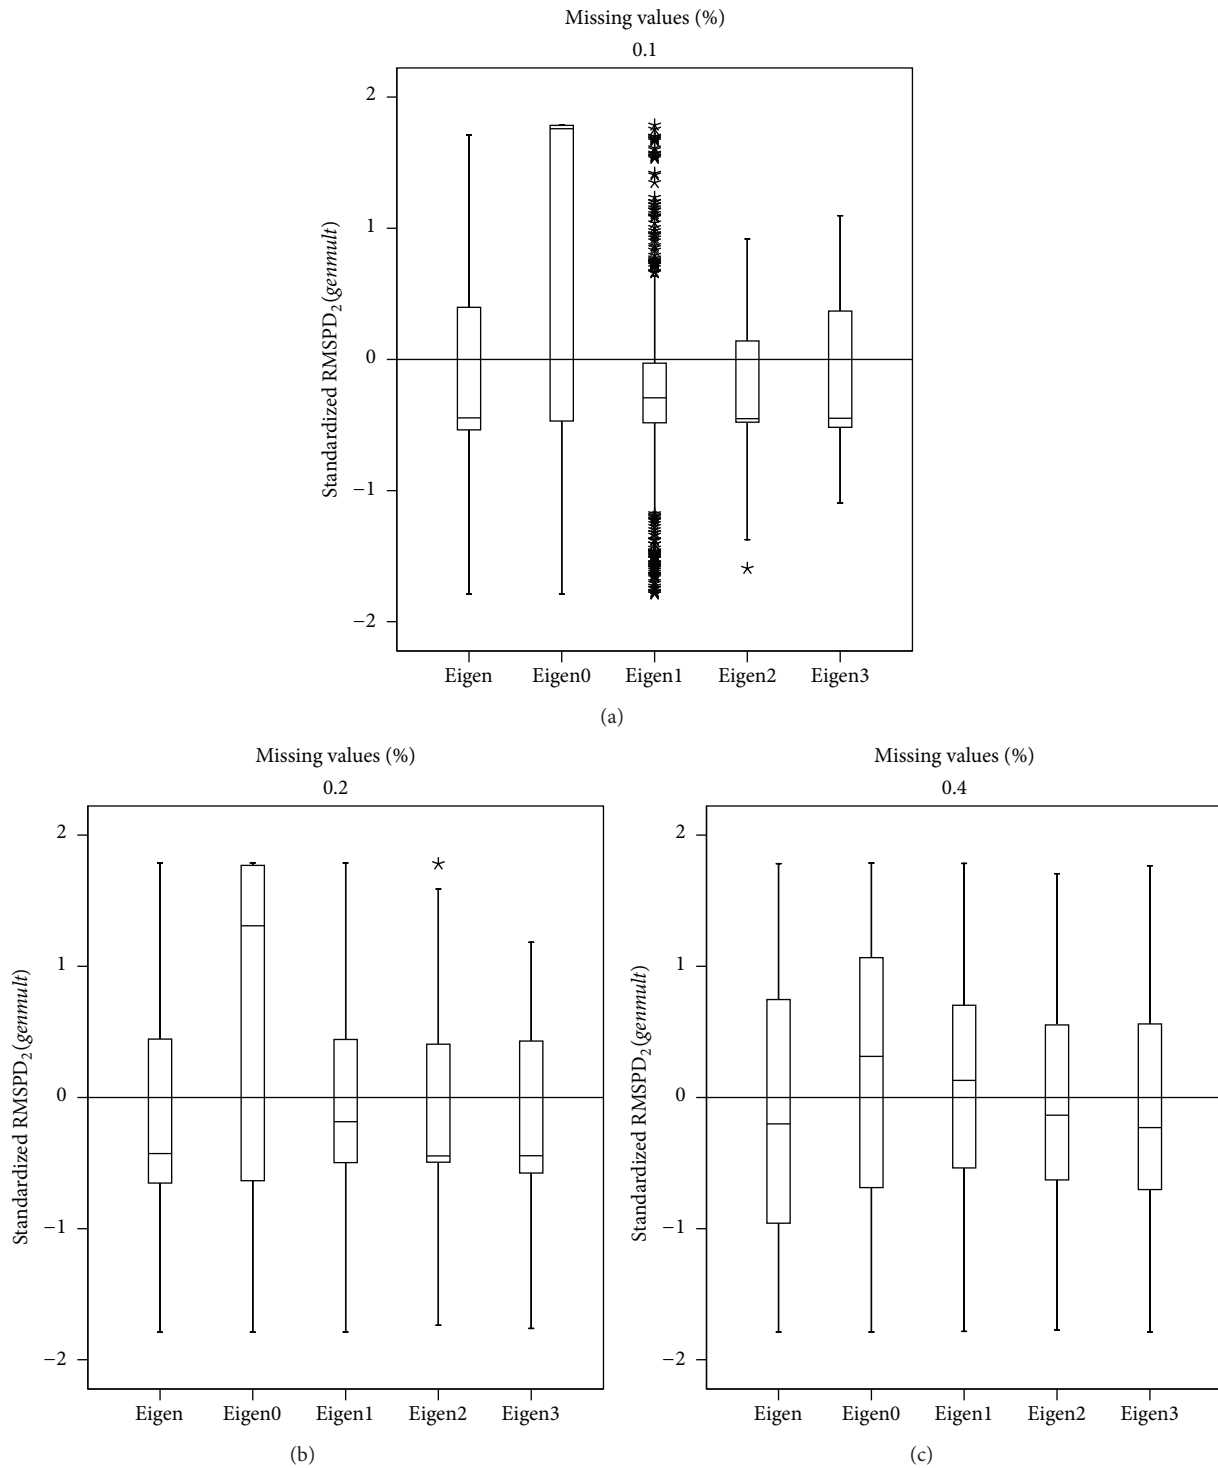 Missing values (%)
0.1
Standardized RMSPD₂(genmult)
2
1
0
−1
−2
Eigen Eigen0 Eigen1 Eigen2 Eigen3
(a)
Missing values (%)
0.2
Standardized RMSPD₂(genmult)
2
1
0
−1
−2
Eigen Eigen0 Eigen1 Eigen2 Eigen3
(b)
Missing values (%)
0.4
Standardized RMSPD₂(genmult)
2
1
0
−1
−2
Eigen Eigen0 Eigen1 Eigen2 Eigen3
(c)